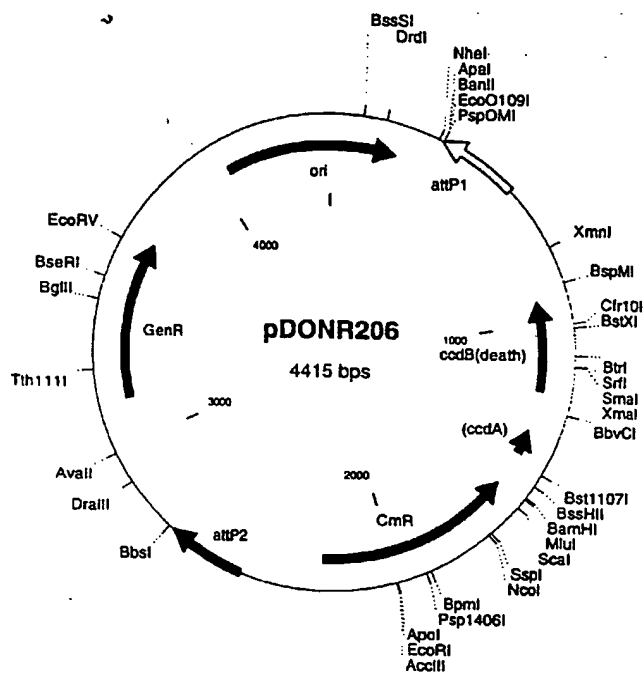 BssSI
DrdI
NheI
ApaI
BanII
EcoO109I
PspOMI
ori
attP1
EcoRV
4000
XmnI
BseRI
BspMI
BglII
Cfr10I
BstXI
GenR
pDONR206
1000
ccdB(death)
4415 bps
BtrI
SrfI
Tth111I
SmaI
XmaI
3000
(ccdA)
BbvCI
AvaII
2000
DraIII
Bst1107I
BssHII
BamHI
CmR
attP2
MluI
ScaI
BbsI
SspI
NcoI
BpmI
Psp1406I
ApoI
EcoRI
AccIII